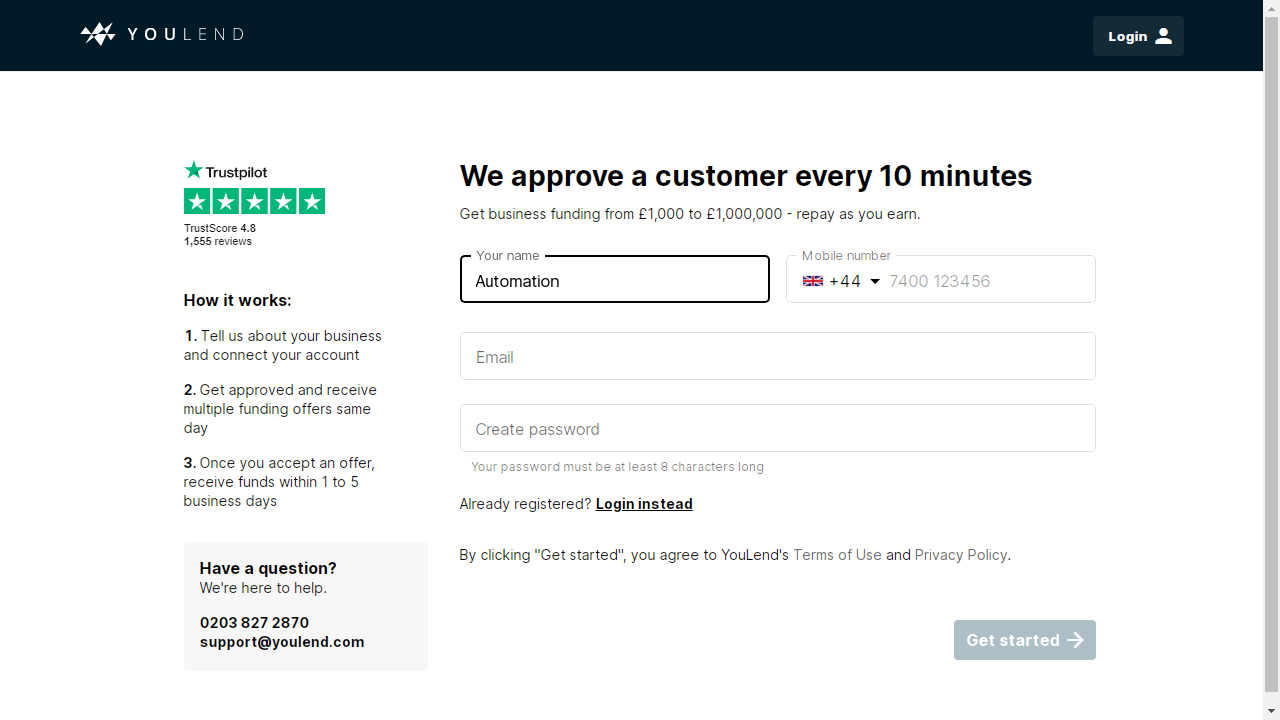 YOULEND
Login
Trustpilot
TrustScore 4.8
1,555 reviews
How it works:
1. Tell us about your business
and connect your account
2. Get approved and receive
multiple funding offers same
day
3. Once you accept an offer,
receive funds within 1 to 5
business days
Have a question?
We're here to help.
0203 827 2870
support@youlend.com
We approve a customer every 10 minutes
Get business funding from £1,000 to £1,000,000 - repay as you earn.
Your name
Automation
Mobile number
+44 7400 123456
Email
Create password
Your password must be at least 8 characters long
Already registered? Login instead
By clicking "Get started", you agree to YouLend's Terms of Use and Privacy Policy.
Get started